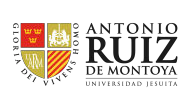 GLORIA DEI VIVENS HOMO
ANTONIO
RUIZ
DE MONTOYA
UNIVERSIDAD JESUITA